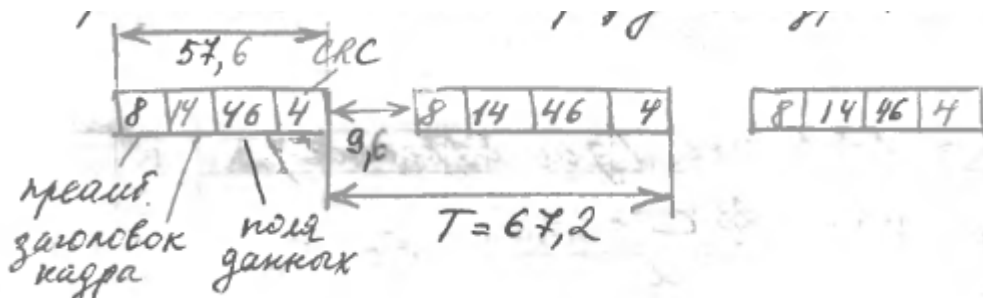 57,6
CRC
8 14 46 4 8 14 46 4 8 14 46 4
9,6
T = 67,2
преамб.
заголовок кадра
поля данных